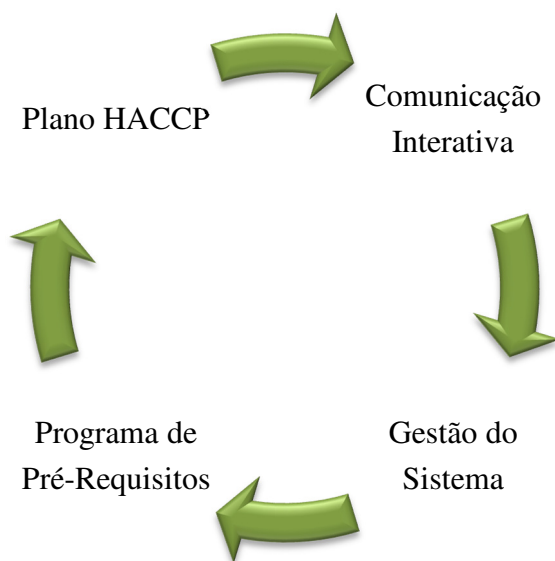 Plano HACCP
Comunicação
Interativa
Gestão do
Sistema
Programa de
Pré-Requisitos